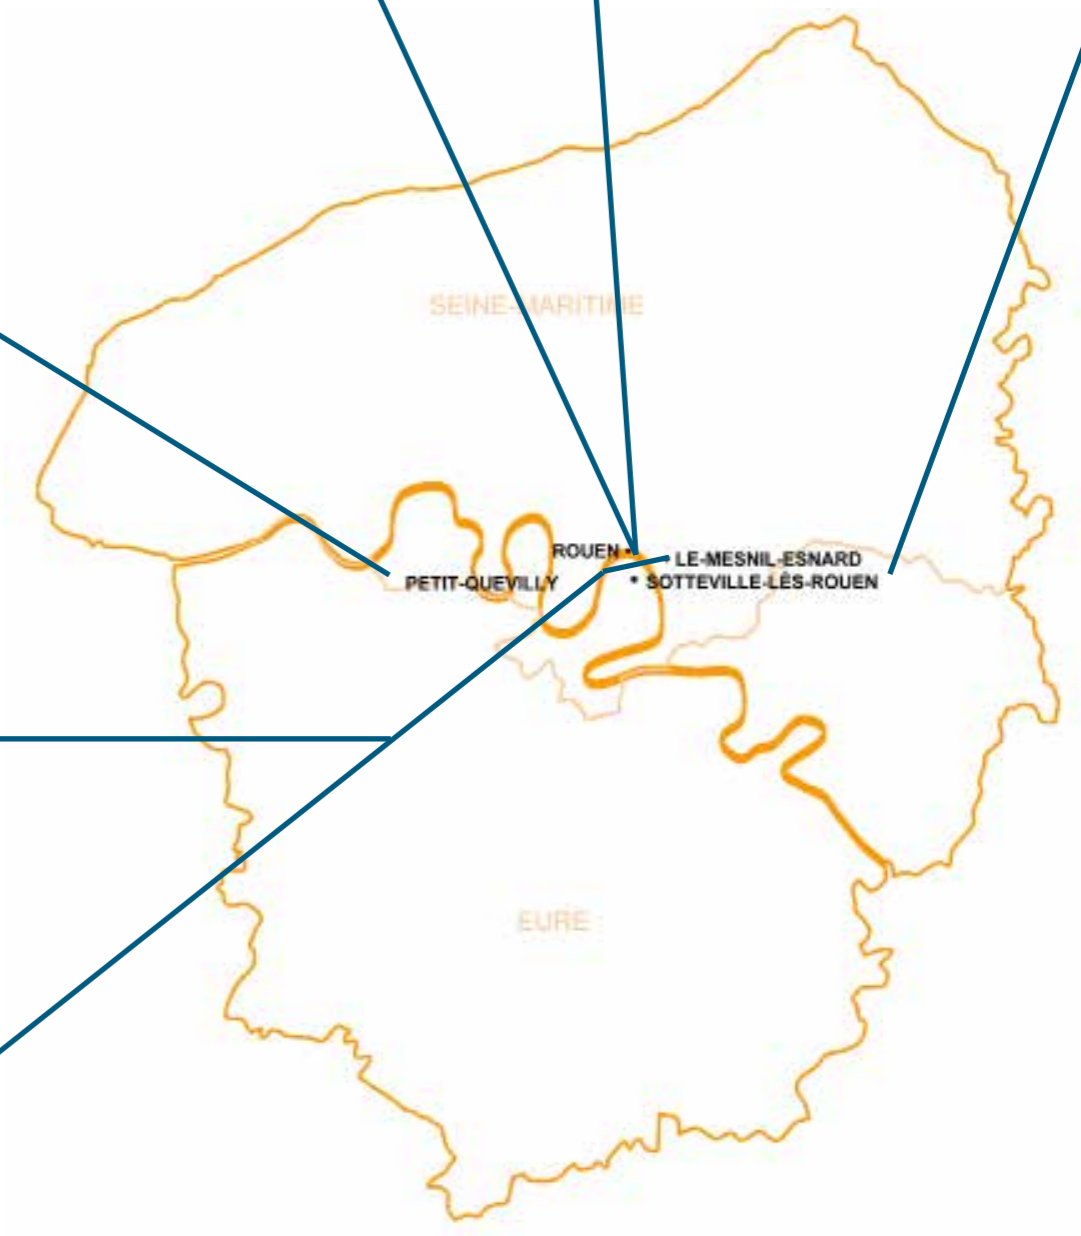 SEINE-MARITIME
ROUEN
LE-MESNIL-ESNARD
PETIT-QUEVILLY
SOTTEVILLE-LÈS-ROUEN
EURE